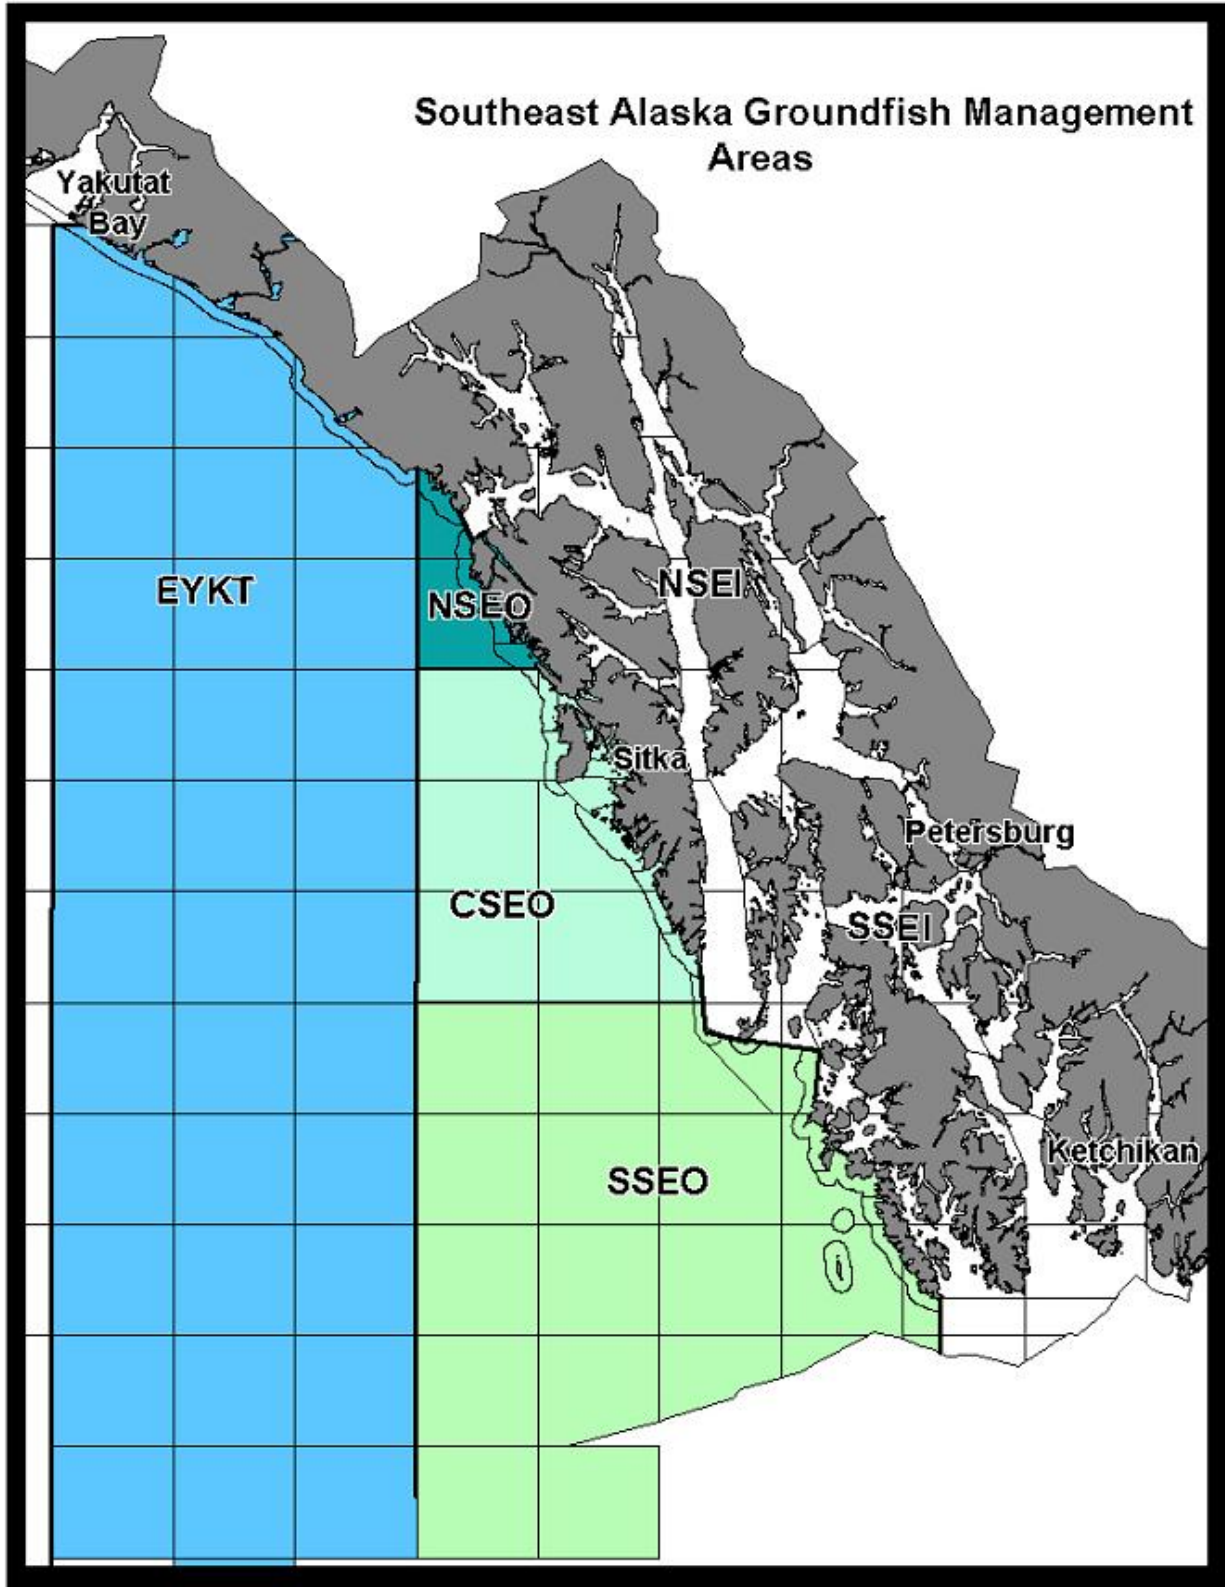 Southeast Alaska Groundfish Management
Areas
Yakutat
Bay
EYKT
NSEO
NSEI
Sitka
Petersburg
CSEO
SSEI
Ketchikan
SSEO